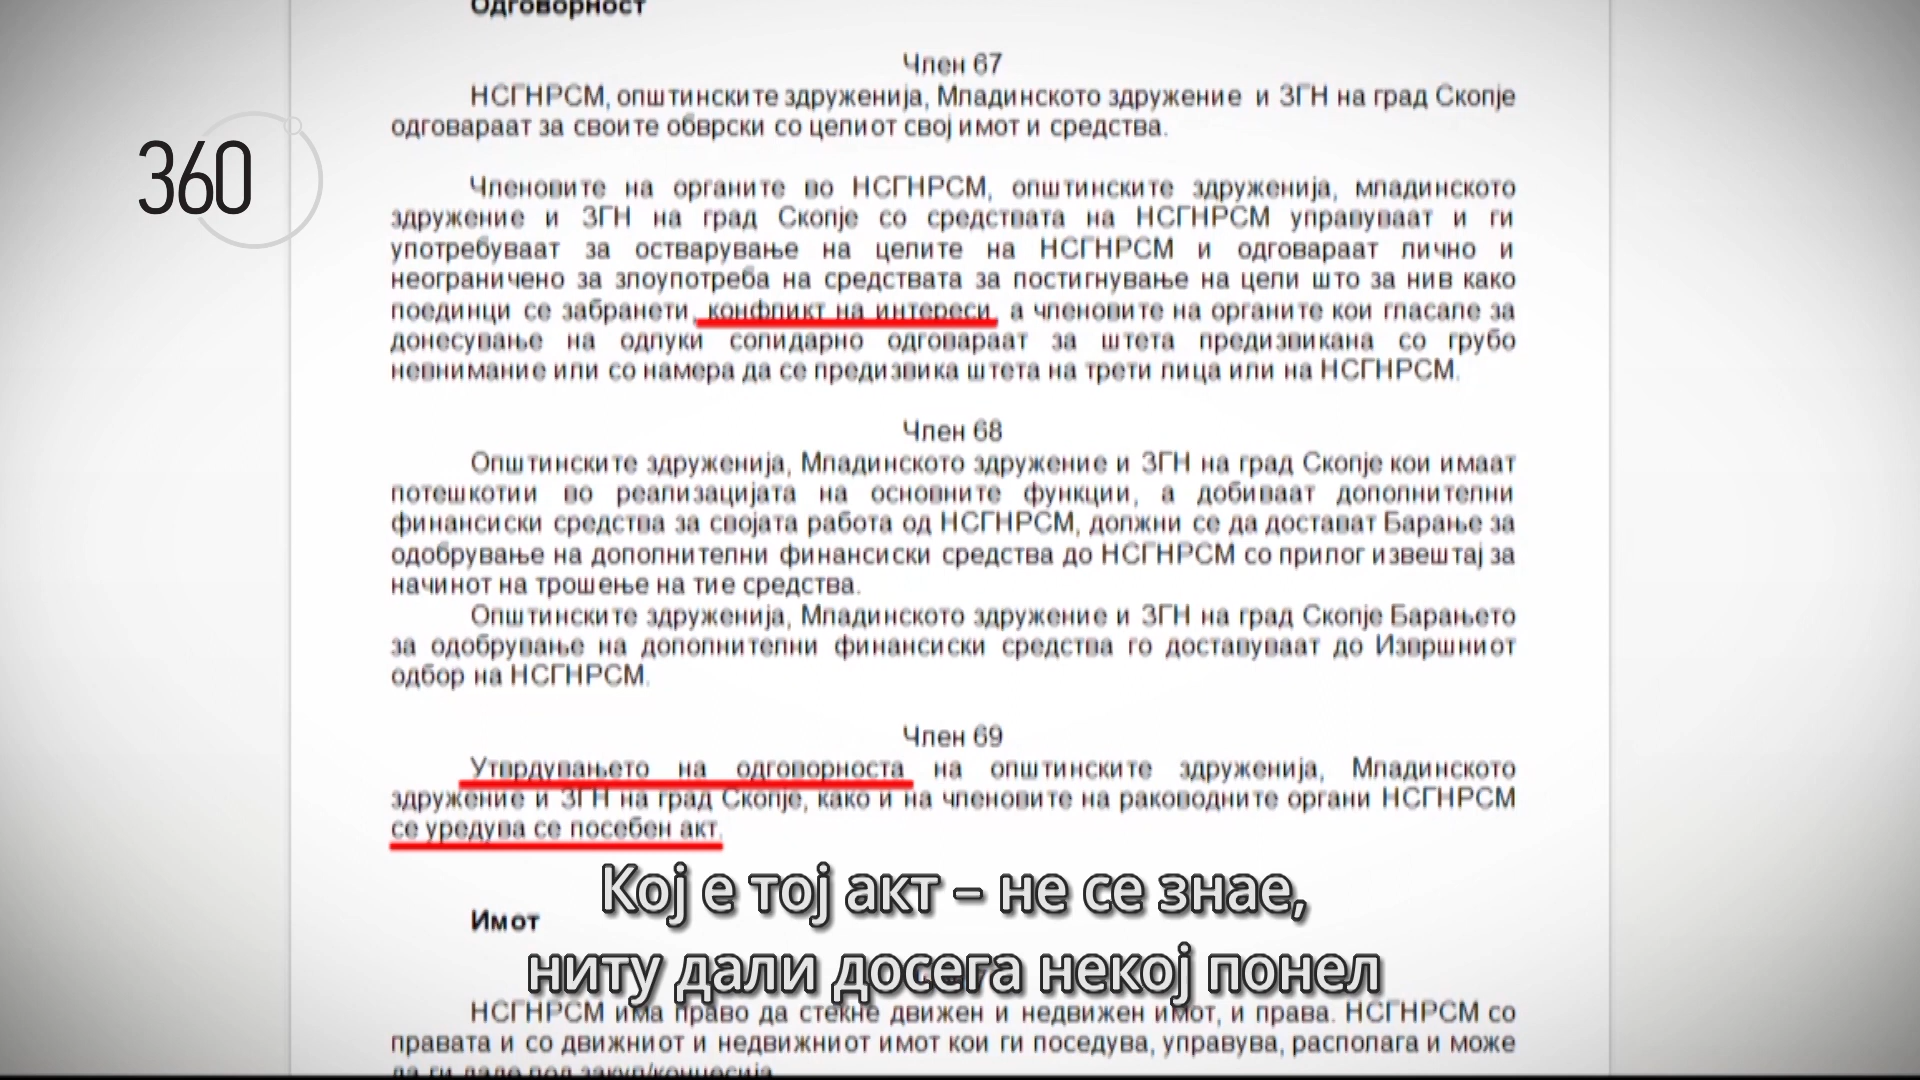 Одговорност
Член 67
НСГНРСМ, општинските здруженија, Младинското здружение и ЗГН на град Скопје
одговараат за своите обврски со целиот свој имот и средства.
360
Членовите на органите во НСГНРСМ, општинските здруженија, младинското
здружение и ЗГН на град Скопје со средствата на НСГНРСМ управуваат и ги
употребуваат за остварување на целите на НСГНРСМ и одговараат лично и
неограничено за злоупотреба на средствата за постигнување на цели што за нив како
поединци се забранети, конфликт на интереси, а членовите на органите кои гласале за
донесување на одлуки солидарно одговараат за штета предизвикана со грубо
невнимание или со намера да се предизвика штета на трети лица или на НСГНРСМ.
Член 68
Општинските здруженија, Младинското здружение и ЗГН на град Скопје кои имаат
потешкотии во реализацијата на основните функции, а добиваат дополнителни
финансиски средства за својата работа од НСГНРСМ, должни се да достават Барање за
одобрување на дополнителни финансиски средства до НСГНРСМ со прилог извештај за
начинот на трошење на тие средства.
Општинските здруженија, Младинското здружение и ЗГН на град Скопје Барањето
за одобрување на дополнителни финансиски средства го доставуваат до Извршниот
одбор на НСГНРСМ.
Член 69
Утврдувањето на одговорноста на општинските здруженија, Младинското
здружение и ЗГН на град Скопје, како и на членовите на раководните органи НСГНРСМ
се уредува се посебен акт.
Кој е тој акт – не се знае,
Имот
ниту дали досега некој понел
НСГНРСМ има право да стекне движен и недвижен имот, и права. НСГНРСМ со
правата и со движниот и недвижниот имот кои ги поседува, управува, располага и може
да ги даде под закуп/концесија.